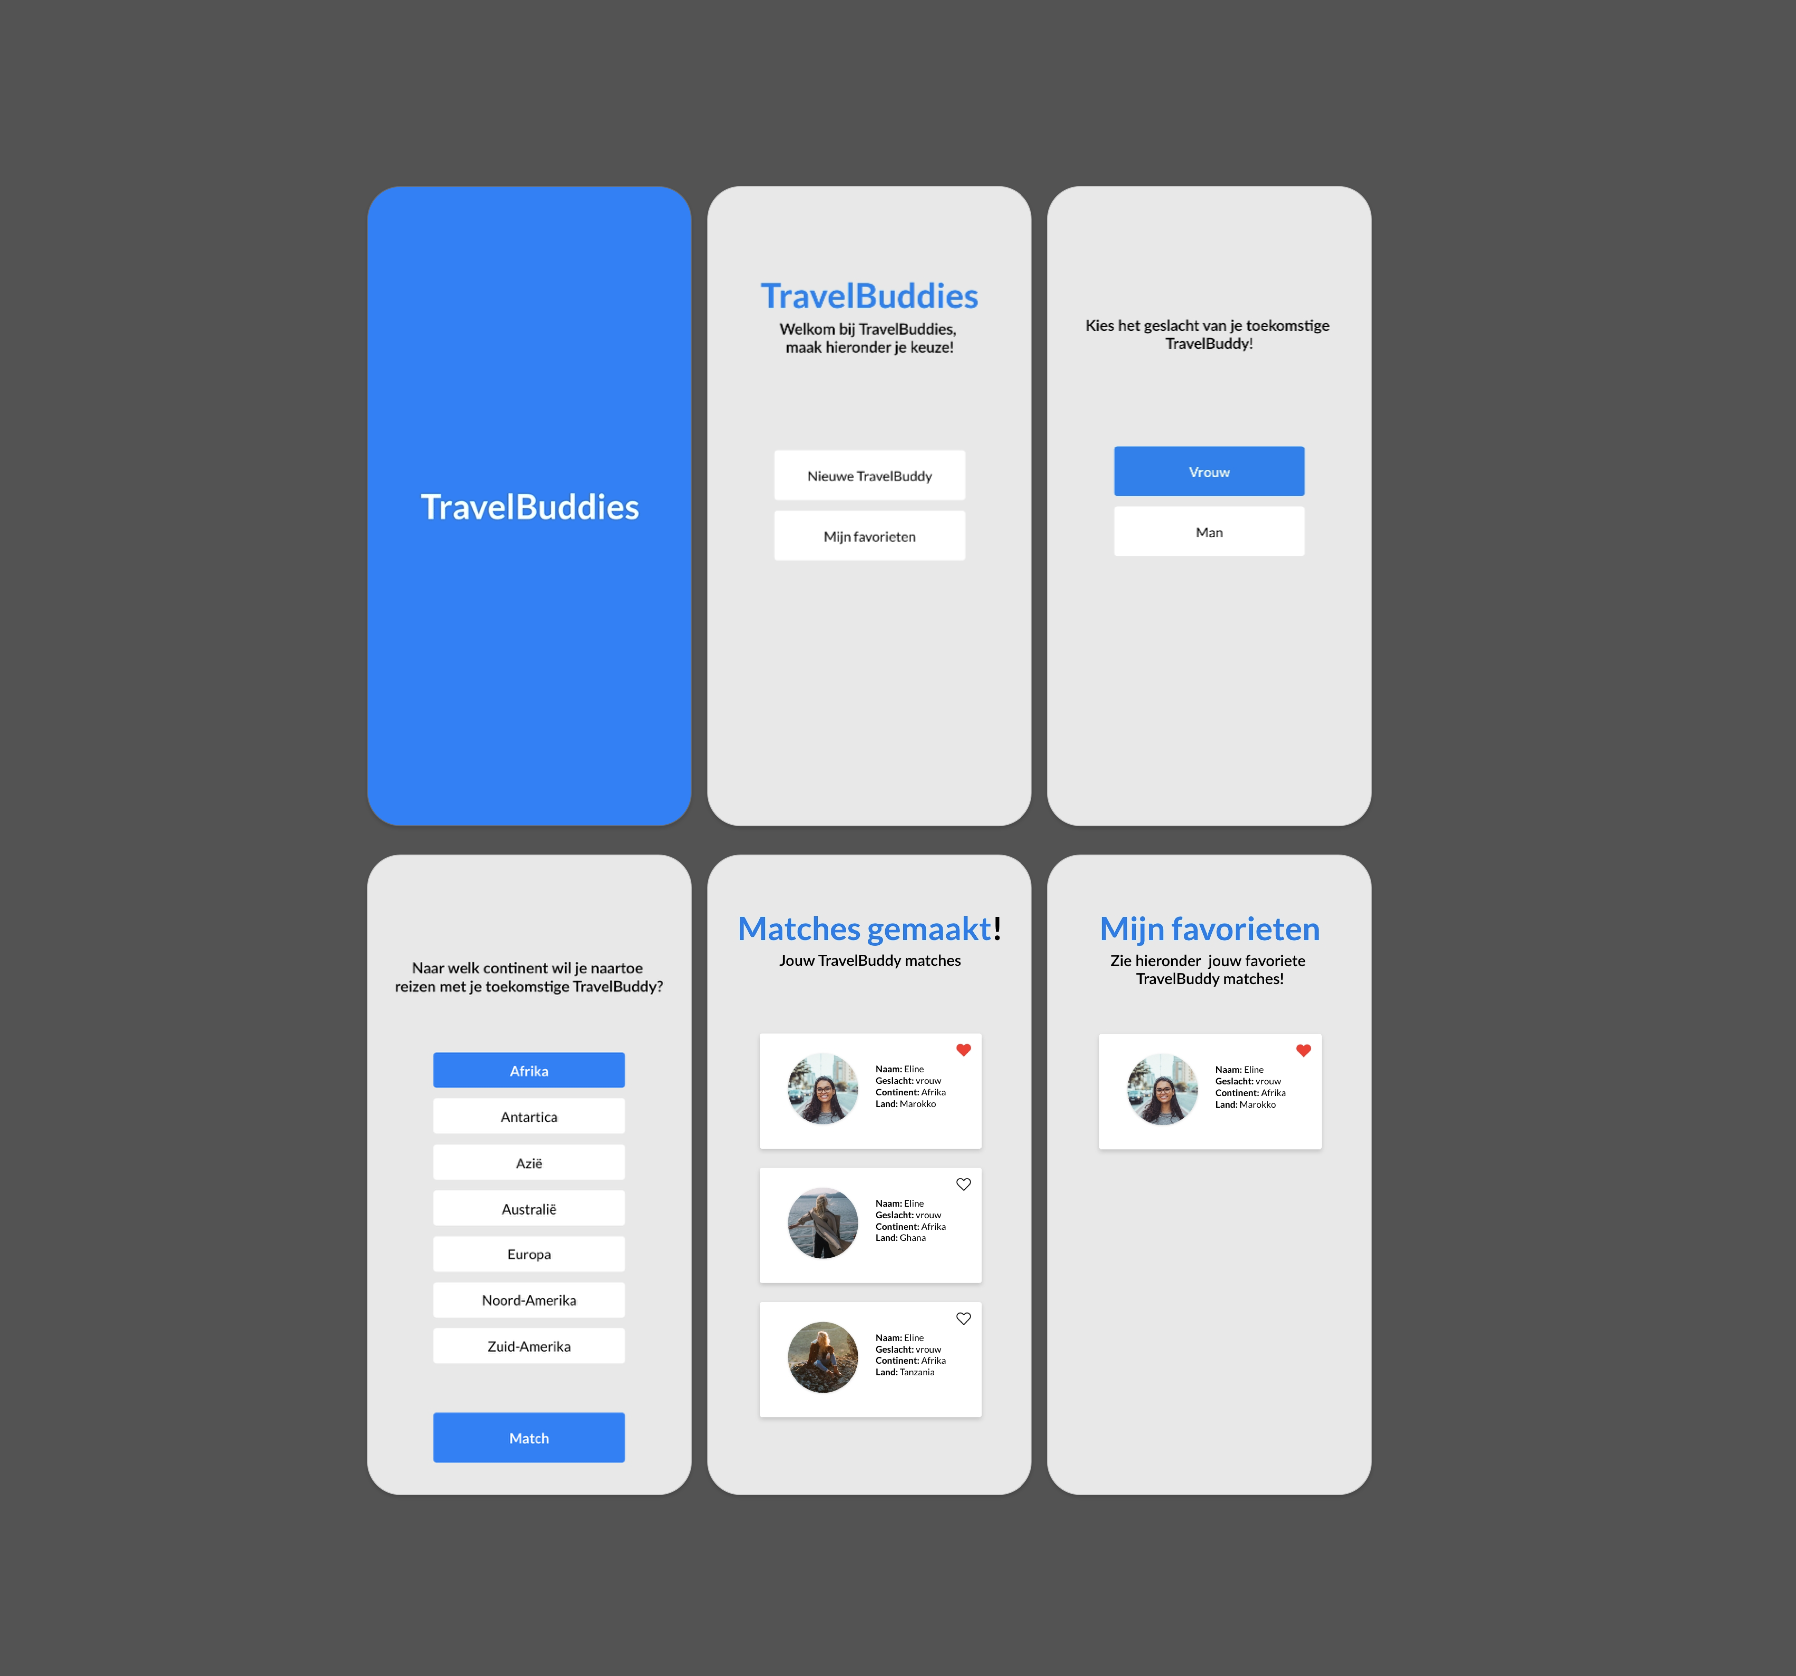 TravelBuddies
TravelBuddies
Welkom bij TravelBuddies,
maak hieronder je keuze!
Nieuwe TravelBuddy
Mijn favorieten
Kies het geslacht van je toekomstige
TravelBuddy!
Vrouw
Man
Naar welk continent wil je naartoe
reizen met je toekomstige TravelBuddy?
Afrika
Antartica
Azië
Australië
Europa
Noord-Amerika
Zuid-Amerika
Match
Matches gemaakt!
Jouw TravelBuddy matches
Naam: Eline
Geslacht: vrouw
Continent: Afrika
Land: Marokko
Naam: Eline
Geslacht: vrouw
Continent: Afrika
Land: Ghana
Naam: Eline
Geslacht: vrouw
Continent: Afrika
Land: Tanzania
Mijn favorieten
Zie hieronder jouw favoriete
TravelBuddy matches!
Naam: Eline
Geslacht: vrouw
Continent: Afrika
Land: Marokko